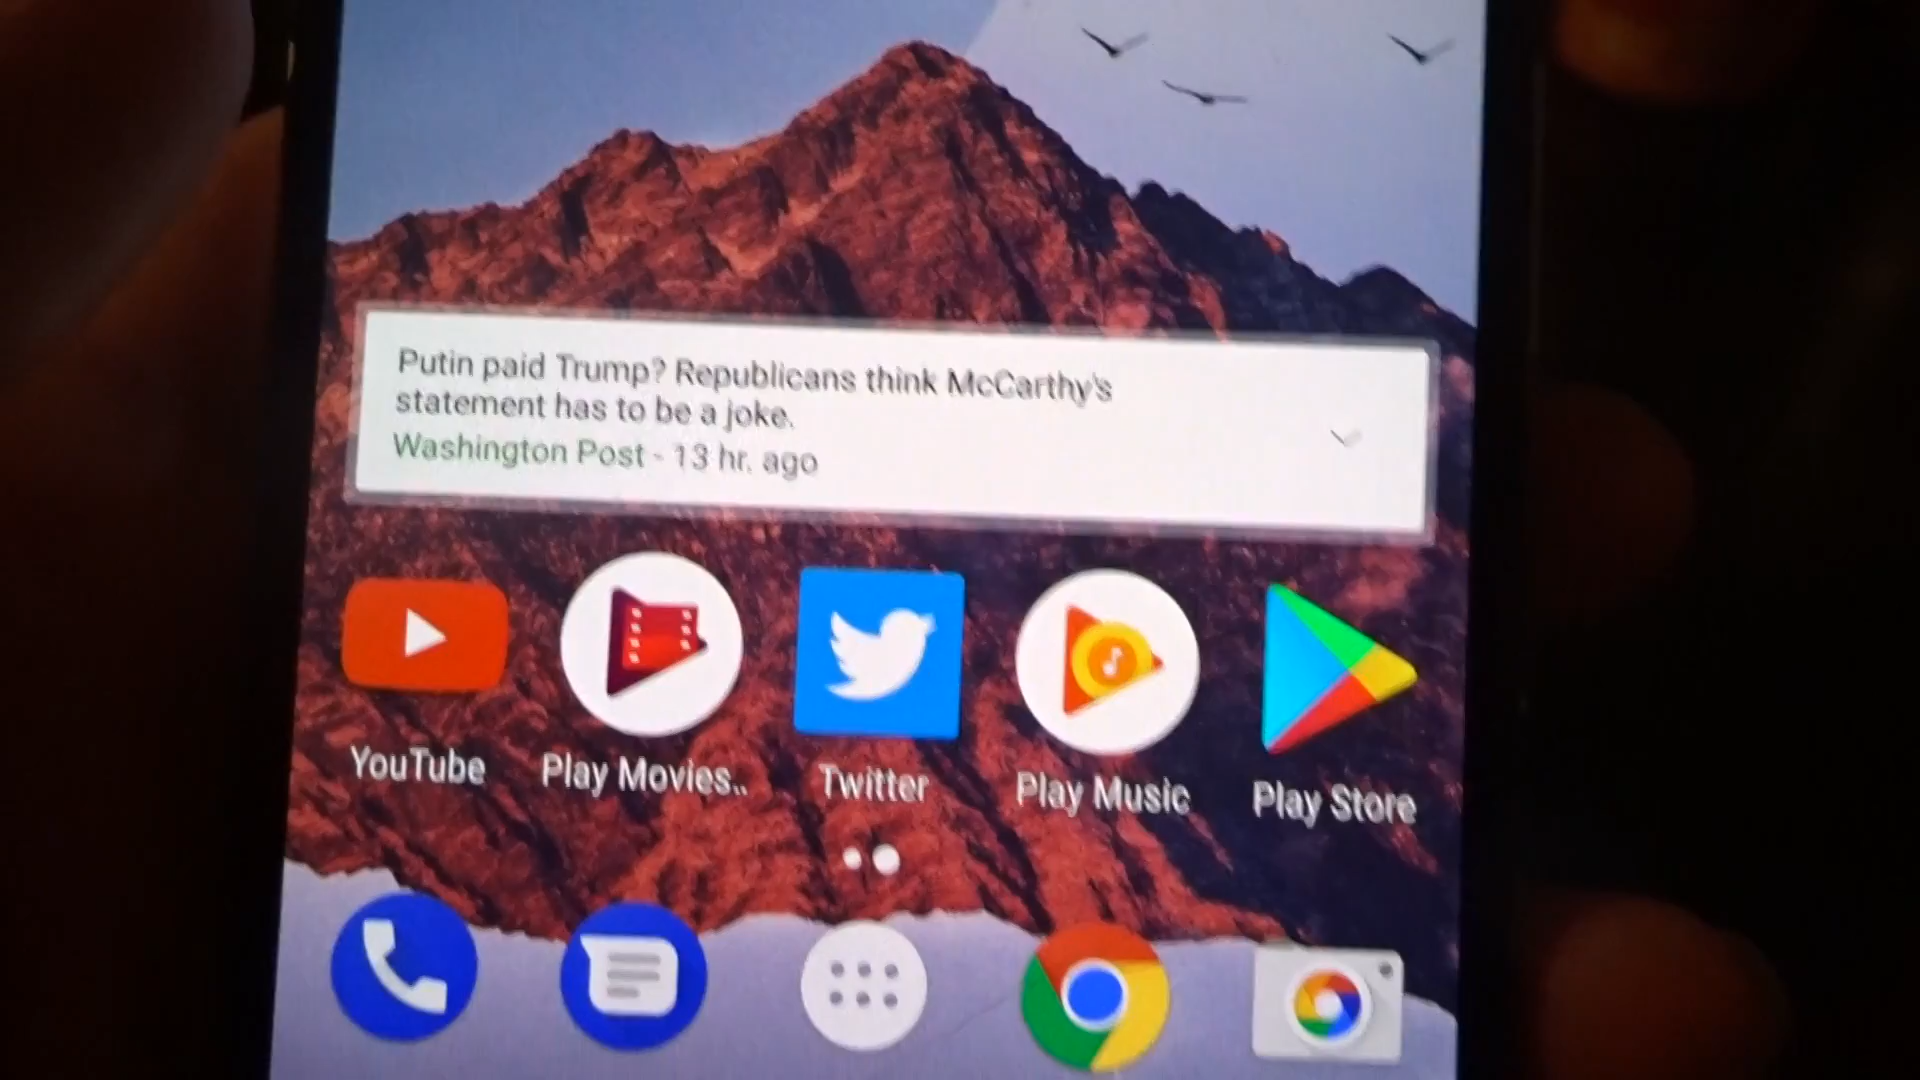 Putin paid Trump? Republicans think McCarthy's
statement has to be a joke.
Washington Post - 13 hr. ago
YouTube
Play Movies..
Twitter
Play Music
Play Store